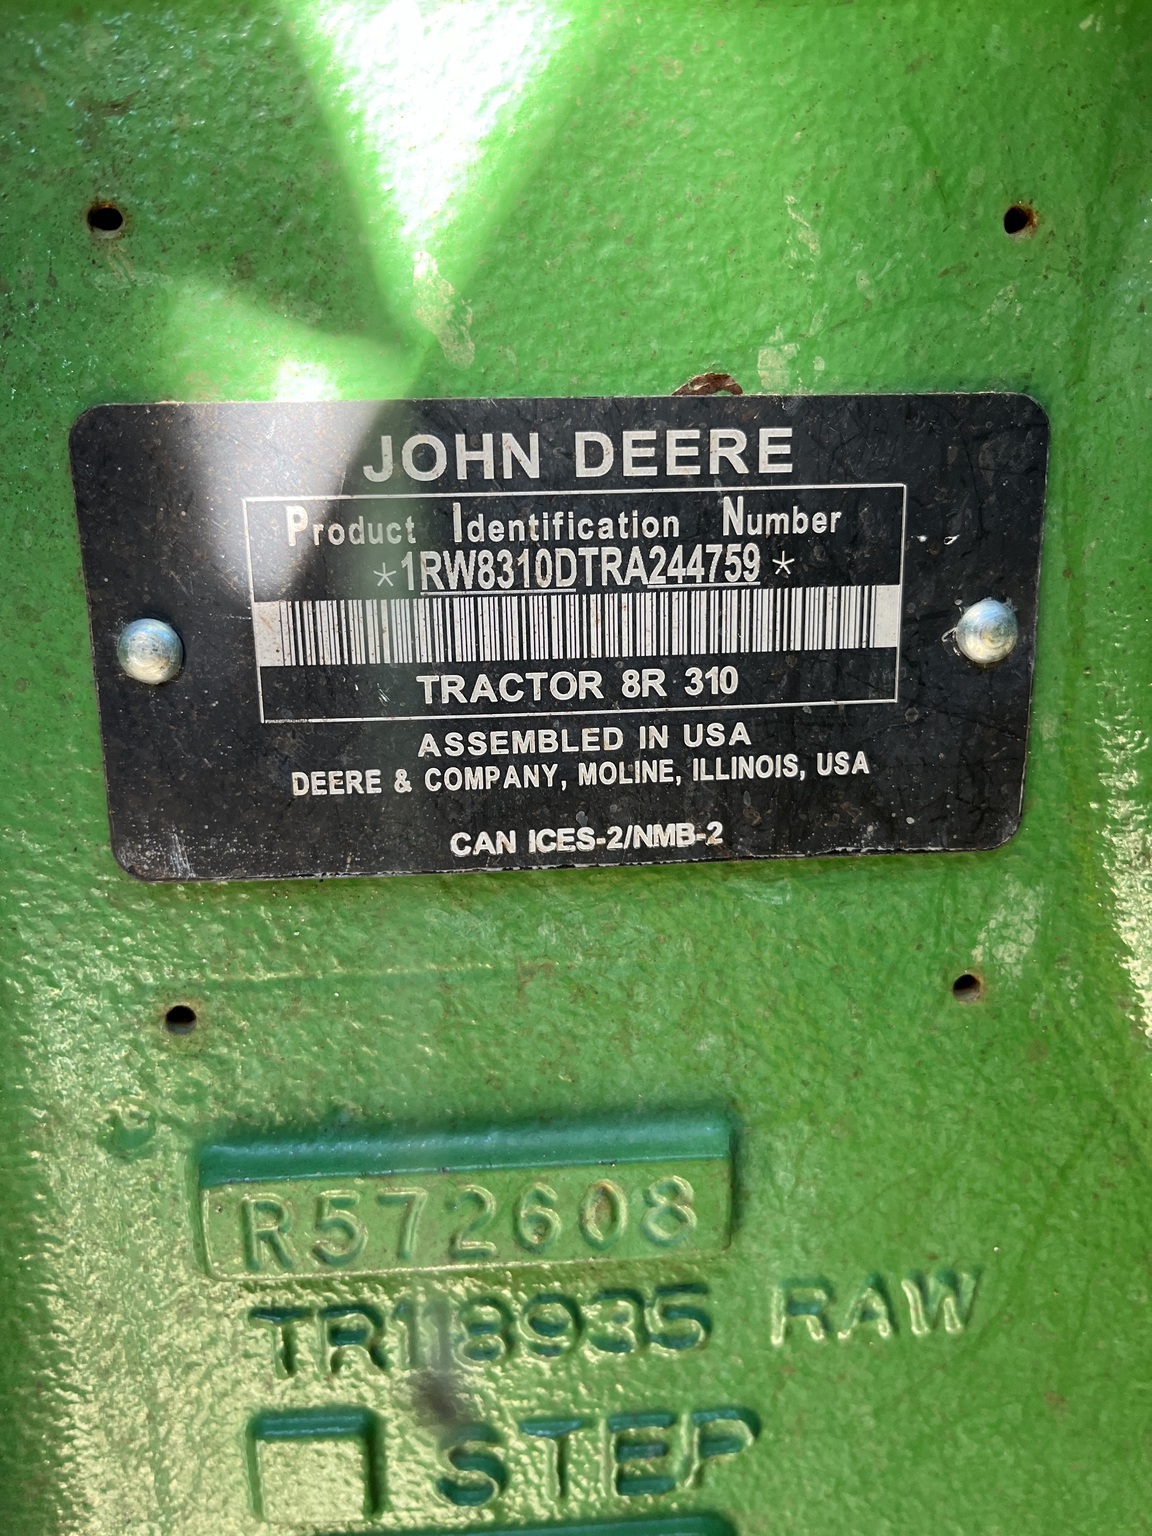 JOHN DEERE
Product Identification Number
*1RW8310DTRA244759*
TRACTOR 8R 310
ASSEMBLED IN USA
DEERE & COMPANY, MOLINE, ILLINOIS, USA
CAN ICES-2/NMB-2
R572608
TR118935 RAW
STEP